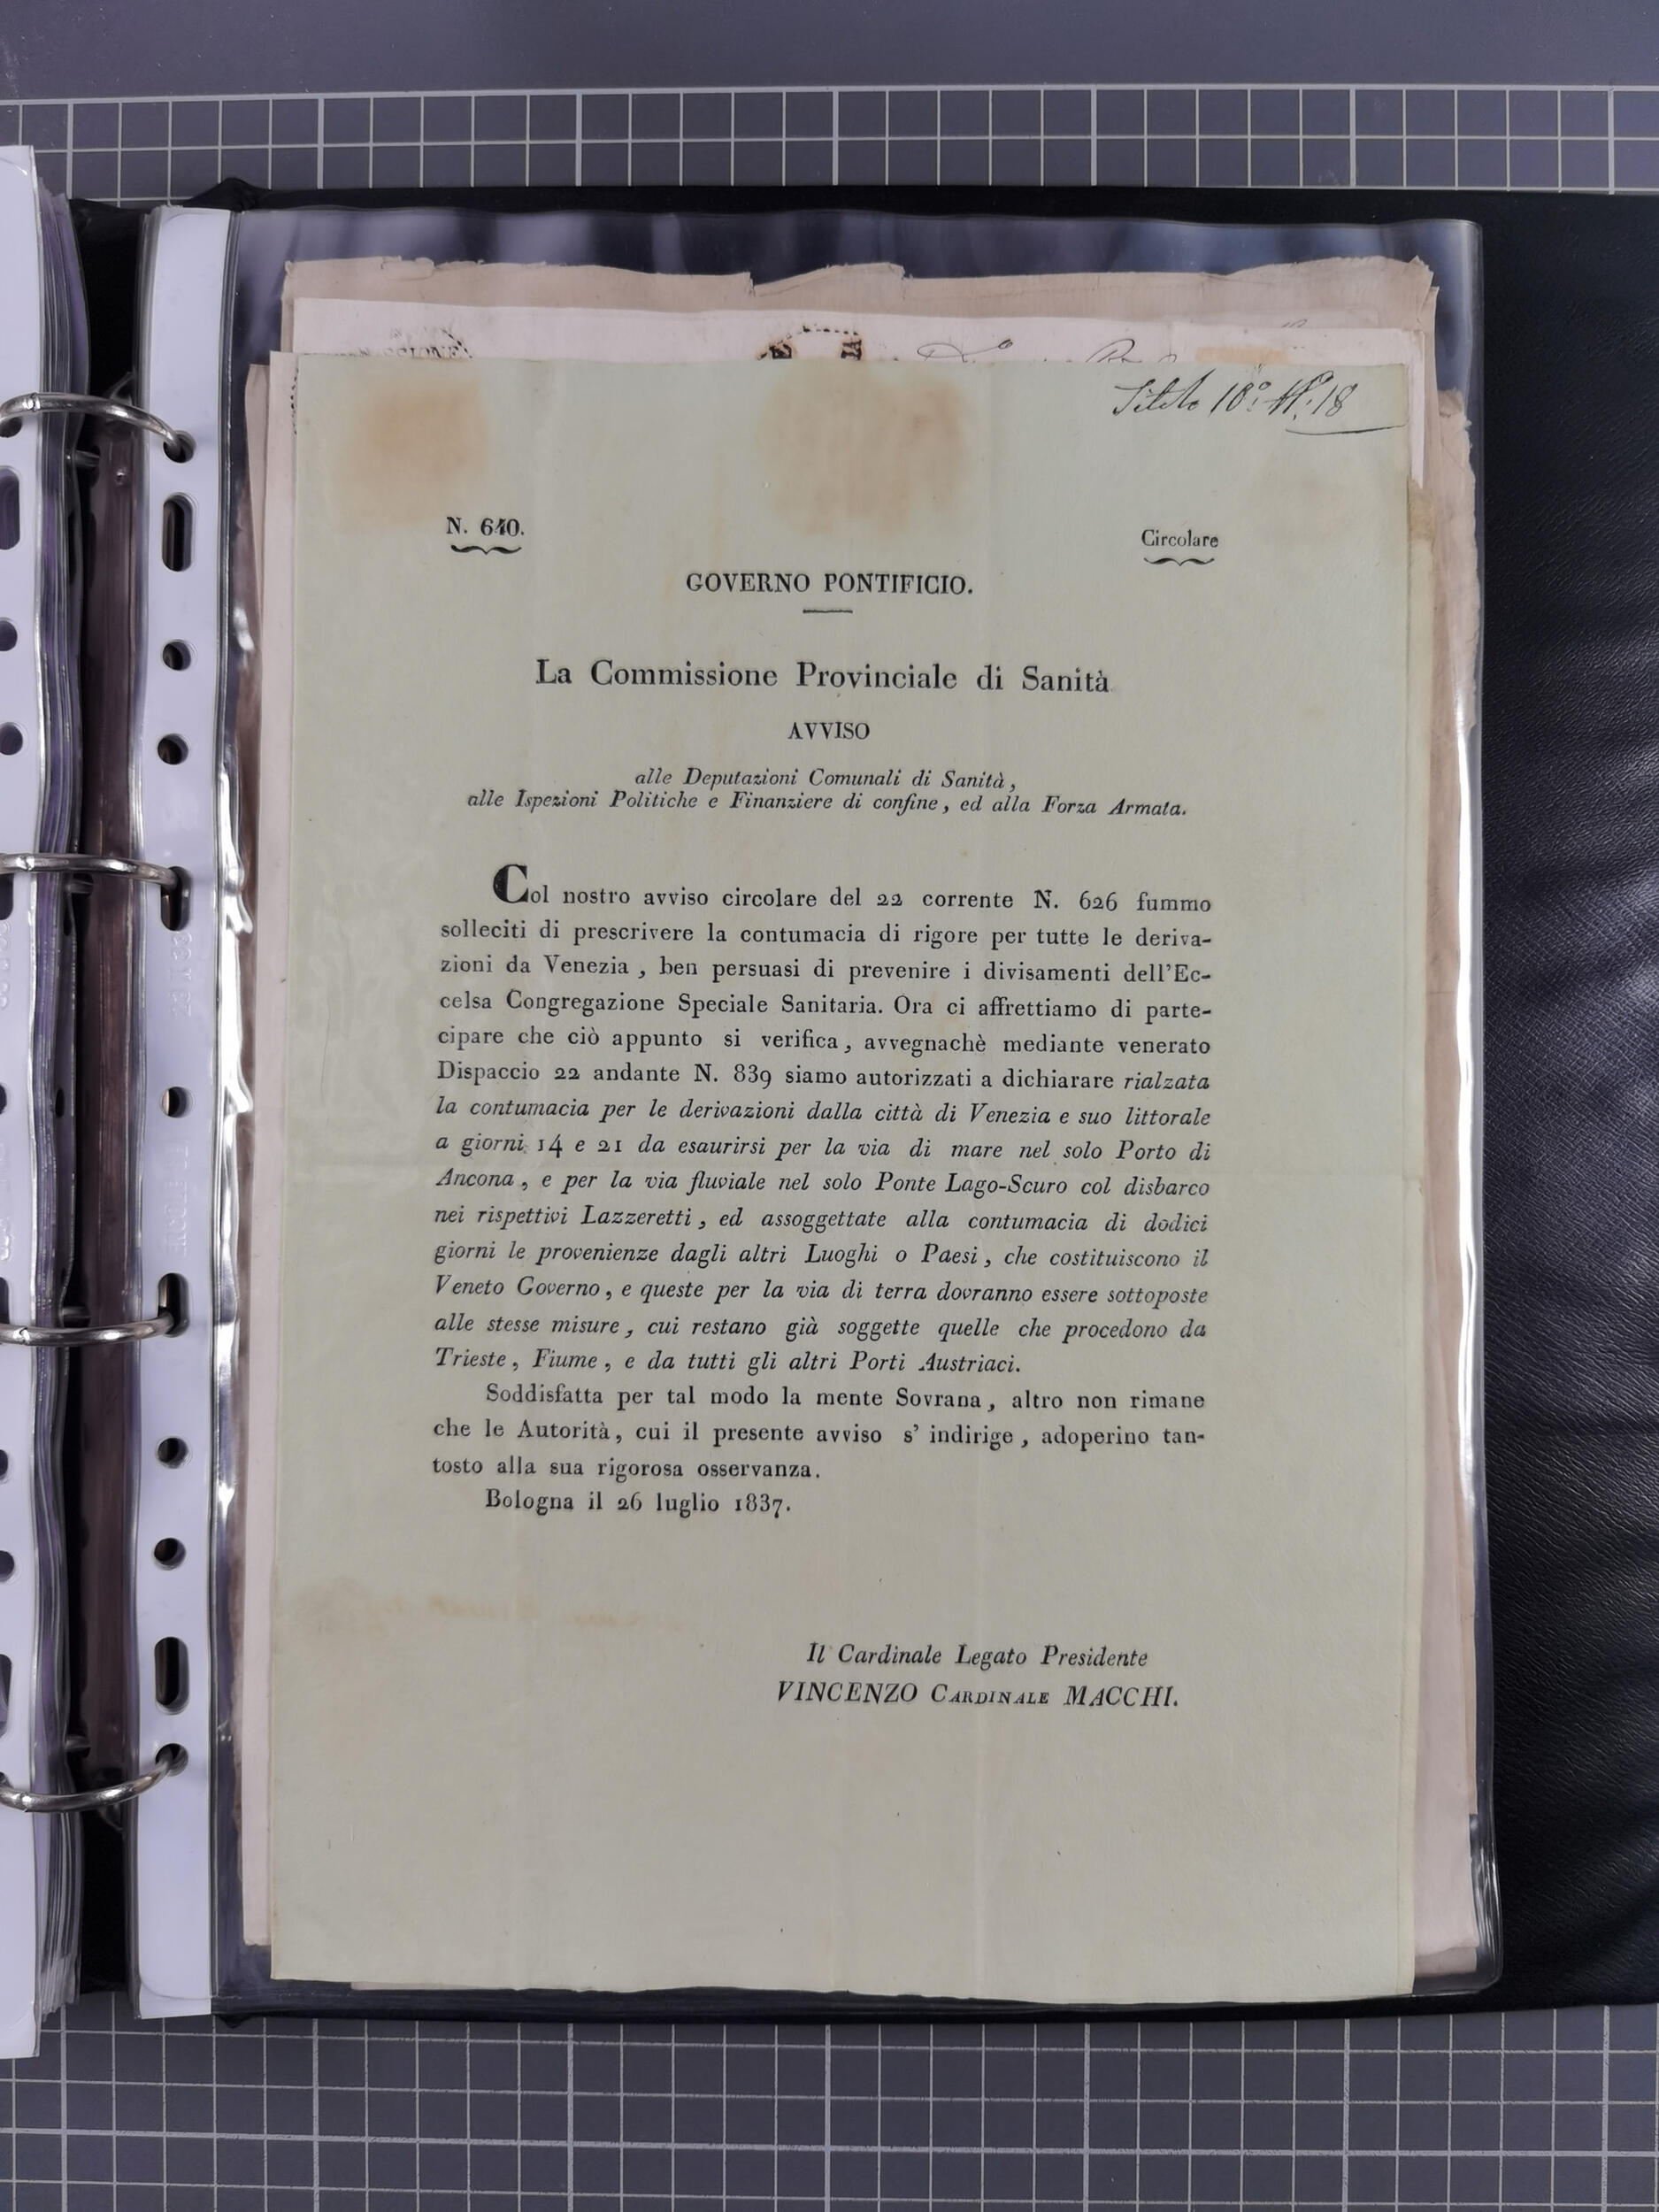 SSIONE
Titolo 10º N. 18
N. 640.
Circolare
GOVERNO PONTIFICIO.
La Commissione Provinciale di Sanità
AVVISO
alle Deputazioni Comunali di Sanità,
alle Ispezioni Politiche e Finanziere di confine, ed alla Forza Armata.
Col nostro avviso circolare del 22 corrente N. 626 fummo
solleciti di prescrivere la contumacia di rigore per tutte le deriva-
zioni da Venezia, ben persuasi di prevenire i divisamenti dell'Ec-
celsa Congregazione Speciale Sanitaria. Ora ci affrettiamo di parte-
cipare che ciò appunto si verifica, avvegnachè mediante venerato
Dispaccio 22 andante N. 839 siamo autorizzati a dichiarare rialzata
la contumacia per le derivazioni dalla città di Venezia e suo littorale
a giorni 14 e 21 da esaurirsi per la via di mare nel solo Porto di
Ancona, e per la via fluviale nel solo Ponte Lago-Scuro col disbarco
nei rispettivi Lazzeretti, ed assoggettate alla contumacia di dodici
giorni le provenienze dagli altri Luoghi o Paesi, che costituiscono il
Veneto Governo, e queste per la via di terra dovranno essere sottoposte
alle stesse misure, cui restano già soggette quelle che procedono da
Trieste, Fiume, e da tutti gli altri Porti Austriaci.
Soddisfatta per tal modo la mente Sovrana, altro non rimane
che le Autorità, cui il presente avviso s' indirige, adoperino tan-
tosto alla sua rigorosa osservanza.
Bologna il 26 luglio 1837.
Il Cardinale Legato Presidente
VINCENZO CARDINALE MACCHI.